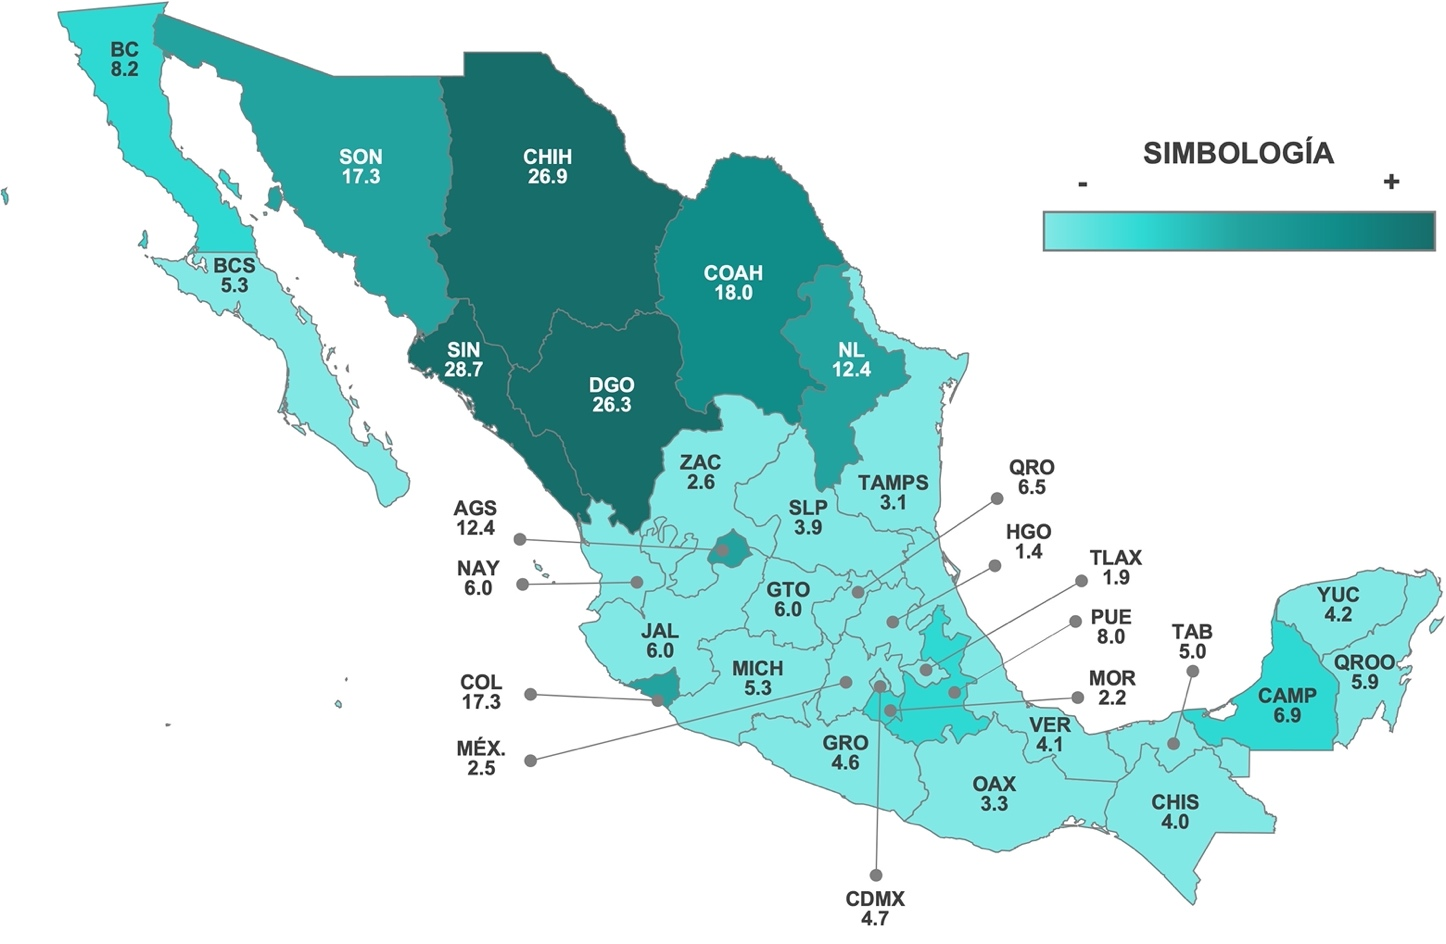 BC
8.2
SON
17.3
CHIH
26.9
SIMBOLOGÍA
- +
BCS
5.3
COAH
18.0
SIN
28.7
DGO
26.3
NL
12.4
ZAC
2.6
TAMPS
3.1
QRO
6.5
AGS
12.4
SLP
3.9
HGO
1.4
NAY
6.0
GTO
6.0
TLAX
1.9
YUC
4.2
JAL
6.0
PUE
8.0
TAB
5.0
COL
17.3
MICH
5.3
MOR
2.2
QROO
5.9
CAMP
6.9
MÉX.
2.5
GRO
4.6
VER
4.1
OAX
3.3
CHIS
4.0
CDMX
4.7